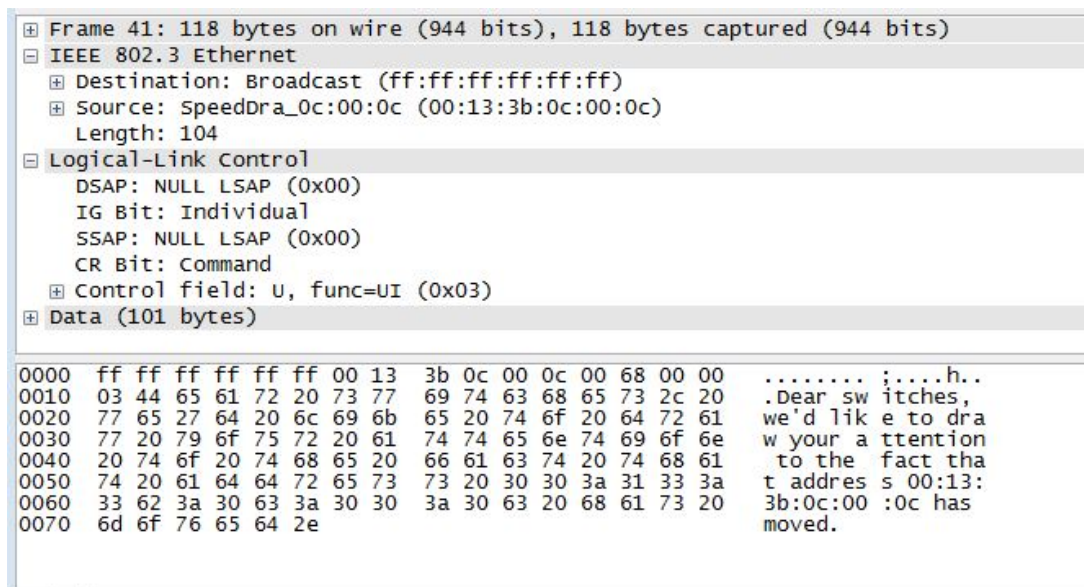 Frame 41: 118 bytes on wire (944 bits), 118 bytes captured (944 bits)
IEEE 802.3 Ethernet
Destination: Broadcast (ff:ff:ff:ff:ff:ff)
Source: SpeedDra_0c:00:0c (00:13:3b:0c:00:0c)
Length: 104
Logical-Link Control
DSAP: NULL LSAP (0x00)
IG Bit: Individual
SSAP: NULL LSAP (0x00)
CR Bit: Command
Control field: U, func=UI (0x03)
Data (101 bytes)
0000 ff ff ff ff ff ff 00 13 3b 0c 00 0c 00 68 00 00 ........ ;....h..
0010 03 44 65 61 72 20 73 77 69 74 63 68 65 73 2c 20 .Dear sw itches,
0020 77 65 27 64 20 6c 69 6b 65 20 74 6f 20 64 72 61 we'd lik e to dra
0030 77 20 79 6f 75 72 20 61 74 74 65 6e 74 69 6f 6e w your a ttention
0040 20 74 6f 20 74 68 65 20 66 61 63 74 20 74 68 61 to the fact tha
0050 74 20 61 64 64 72 65 73 73 20 30 30 3a 31 33 3a t addres s 00:13:
0060 33 62 3a 30 63 3a 30 30 3a 30 63 20 68 61 73 20 3b:0c:00 :0c has
0070 6d 6f 76 65 64 2e moved.